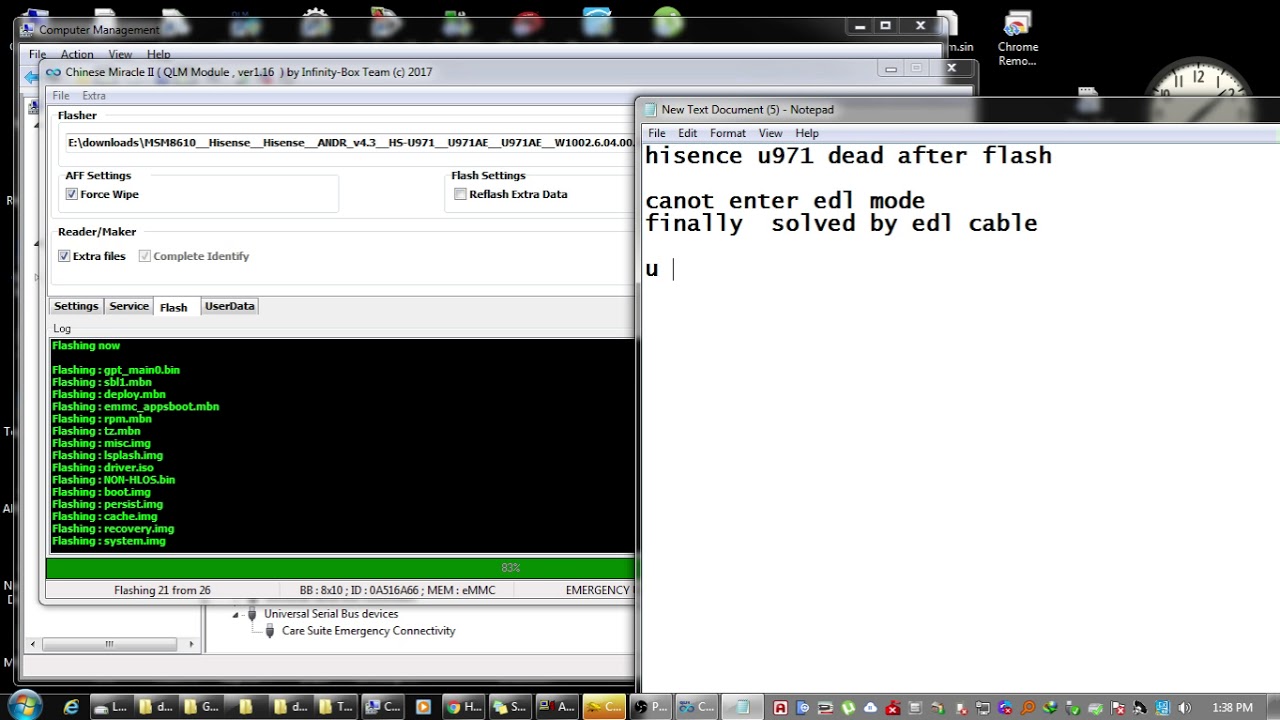 Computer Management
File Action View Help
m.sin
Chrome
Remo...
Chinese Miracle II ( QLM Module , ver1.16 ) by Infinity-Box Team (c) 2017
File Extra
Flasher
E:\downloads\MSM8610__Hisense__Hisense__ANDR_v4.3__HS-U971__U971AE__U971AE__W1002.6.04.00.
AFF Settings
Force Wipe
Flash Settings
Reflash Extra Data
Reader/Maker
Extra files Complete Identify
Settings Service Flash UserData
Log
Flashing now
Flashing : gpt_main0.bin
Flashing : sbl1.mbn
Flashing : deploy.mbn
Flashing : emmc_appsboot.mbn
Flashing : rpm.mbn
Flashing : tz.mbn
Flashing : misc.img
Flashing : lsplash.img
Flashing : driver.iso
Flashing : NON-HLOS.bin
Flashing : boot.img
Flashing : persist.img
Flashing : cache.img
Flashing : recovery.img
Flashing : system.img
83%
Flashing 21 from 26 BB : 8x10 ; ID : 0A516A66 ; MEM : eMMC EMERGENCY
Universal Serial Bus devices
Care Suite Emergency Connectivity
New Text Document (5) - Notepad
File Edit Format View Help
hisence u971 dead after flash
canot enter edl mode
finally solved by edl cable
u
12
L... d... G... d... T... C... H... S... A... C... P... C...
1:38 PM